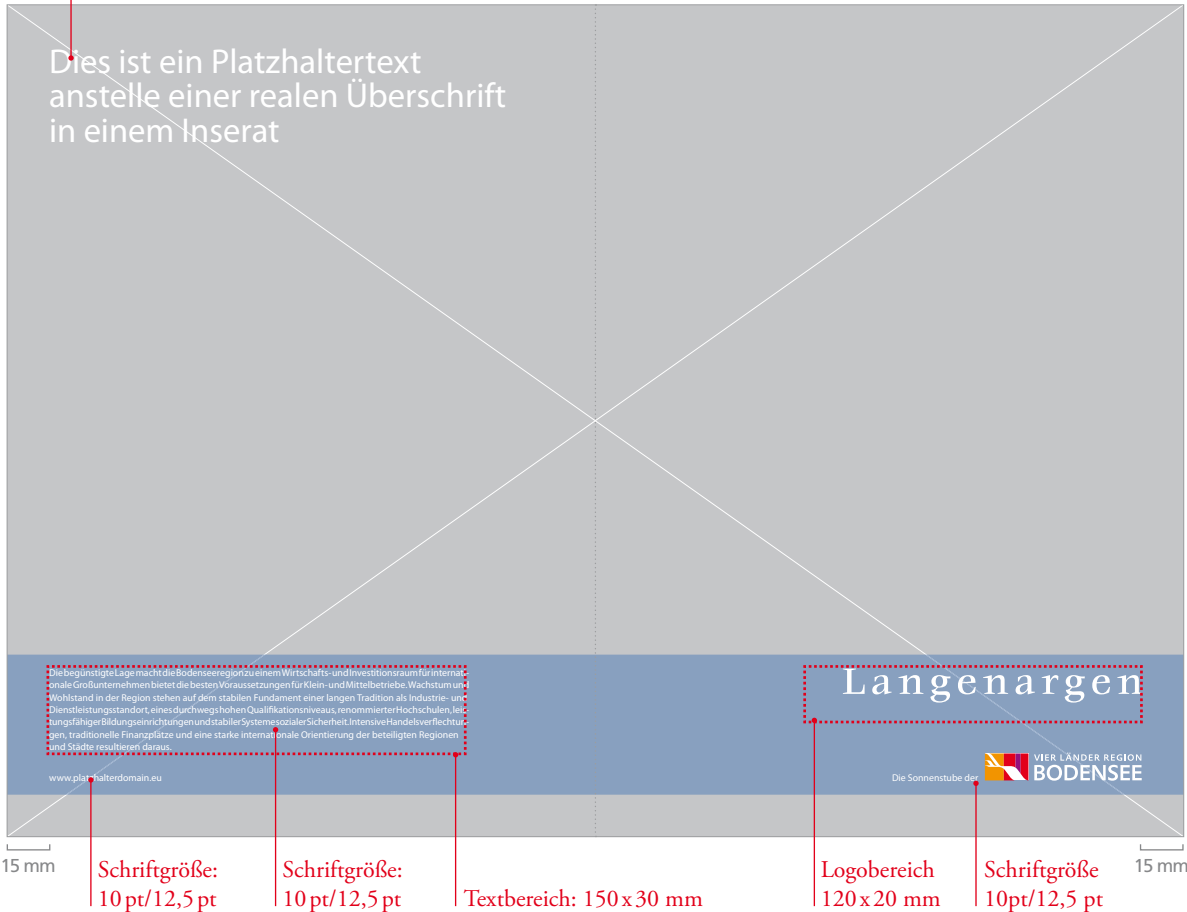 Dies ist ein Platzhaltertext
anstelle einer realen Überschrift
in einem Inserat
Die begünstigte Lage macht die Bodenseeregion zu einem Wirtschafts- und Investitionsraum für internati-
onale Großunternehmen bietet die besten Voraussetzungen für Klein- und Mittelbetriebe. Wachstum und
Wohlstand in der Region stehen auf dem stabilen Fundament einer langen Tradition als Industrie- und
Dienstleistungsstandort, eines durchwegs hohen Qualifikationsniveaus, renommierter Hochschulen, leis-
tungsfähiger Bildungseinrichtungen und stabiler Systeme sozialer Sicherheit. Intensive Handelsverflechtun-
gen, traditionelle Finanzplätze und eine starke internationale Orientierung der beteiligten Regionen
und Städte resultieren daraus.
www.platzhalterdomain.eu
Langenargen
Die Sonnenstube der
VIER LÄNDER REGION
BODENSEE
15 mm
Schriftgröße:
10 pt/12,5 pt
Schriftgröße:
10 pt/12,5 pt
Textbereich: 150 x 30 mm
Logobereich
120 x 20 mm
Schriftgröße
10pt/12,5 pt
15 mm